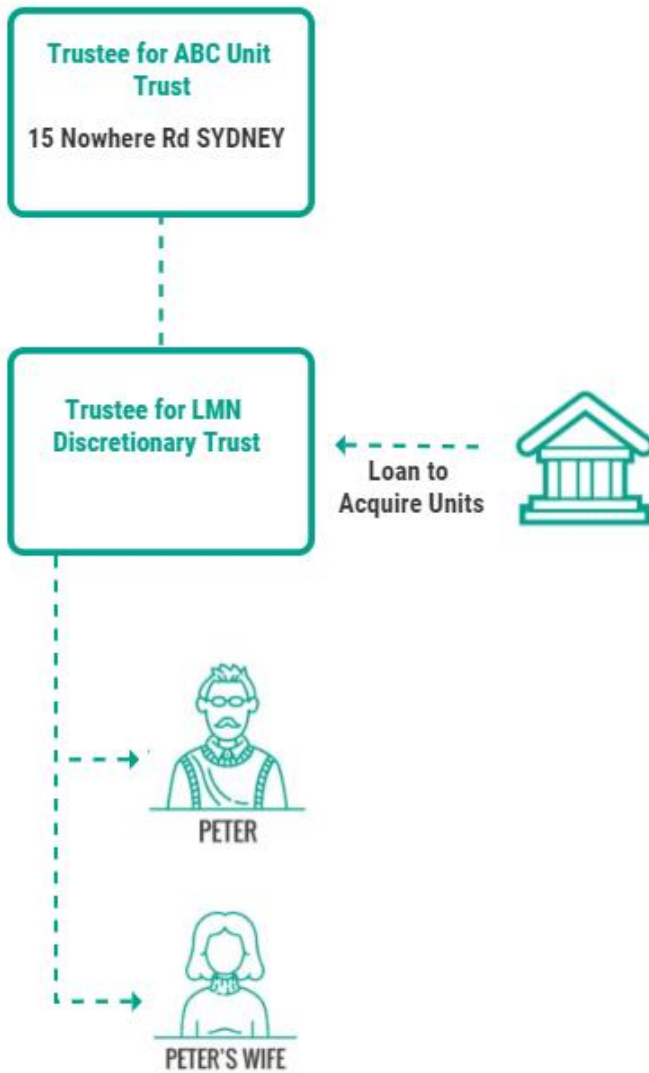 Trustee for ABC Unit
Trust
15 Nowhere Rd SYDNEY
Trustee for LMN
Discretionary Trust
Loan to
Acquire Units
PETER
PETER'S WIFE